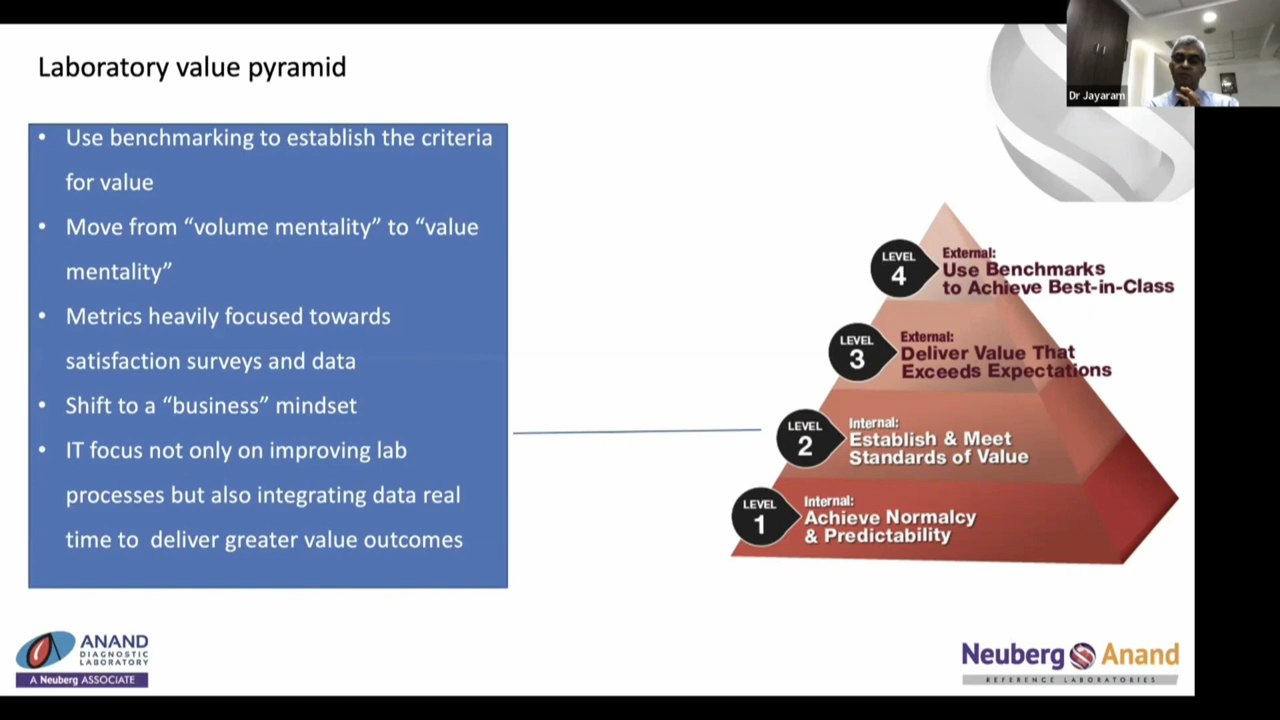 Laboratory value pyramid
Dr Jayaram
• Use benchmarking to establish the criteria
for value
• Move from “volume mentality” to “value
mentality”
• Metrics heavily focused towards
satisfaction surveys and data
• Shift to a “business” mindset
• IT focus not only on improving lab
processes but also integrating data real
time to deliver greater value outcomes
LEVEL
4
External:
Use Benchmarks
to Achieve Best-in-Class
LEVEL
3
External:
Deliver Value That
Exceeds Expectations
LEVEL
2
Internal:
Establish & Meet
Standards of Value
LEVEL
1
Internal:
Achieve Normalcy
& Predictability
ANAND
DIAGNOSTIC
LABORATORY
A Neuberg ASSOCIATE
Neuberg Anand
REFERENCE LABORATORIES